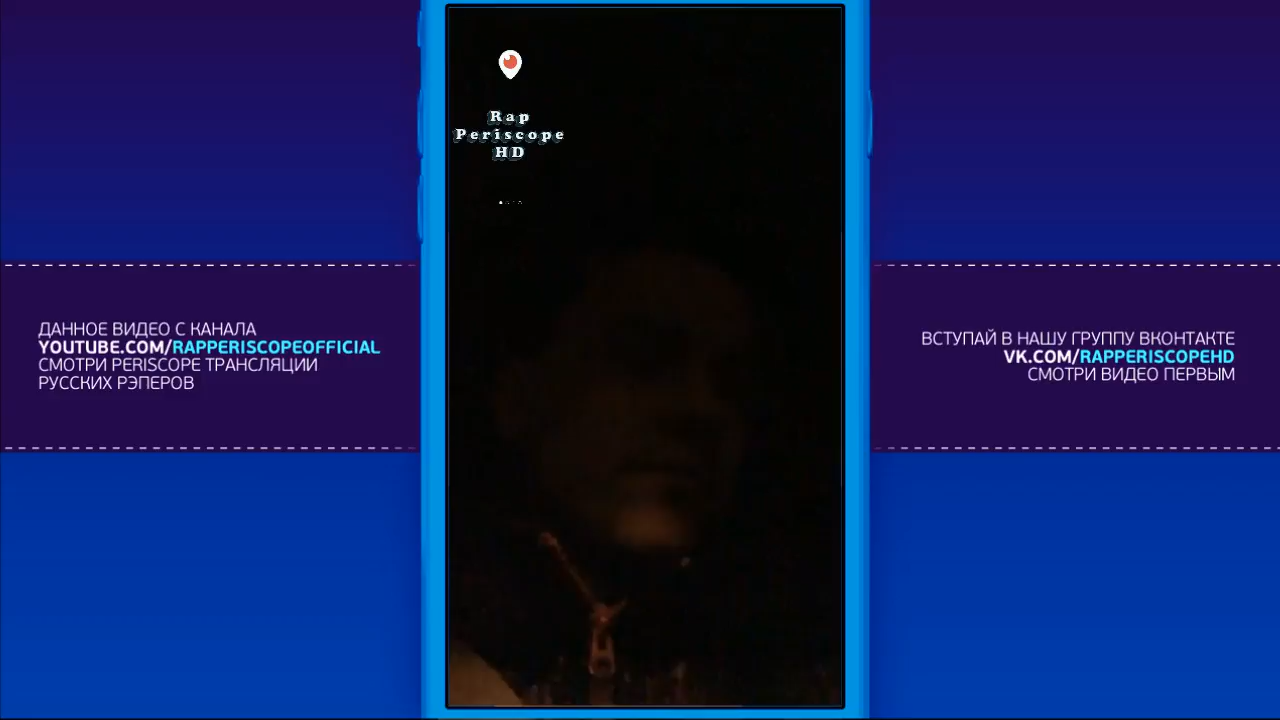 Rap
Periscope
HD
ДАННОЕ ВИДЕО С КАНАЛА
YOUTUBE.COM/RAPPERISCOPEOFFICIAL
СМОТРИ PERISCOPE ТРАНСЛЯЦИИ
РУССКИХ РЭПЕРОВ
ВСТУПАЙ В НАШУ ГРУППУ ВКОНТАКТЕ
VK.COM/RAPPERISCOPEHD
СМОТРИ ВИДЕО ПЕРВЫМ